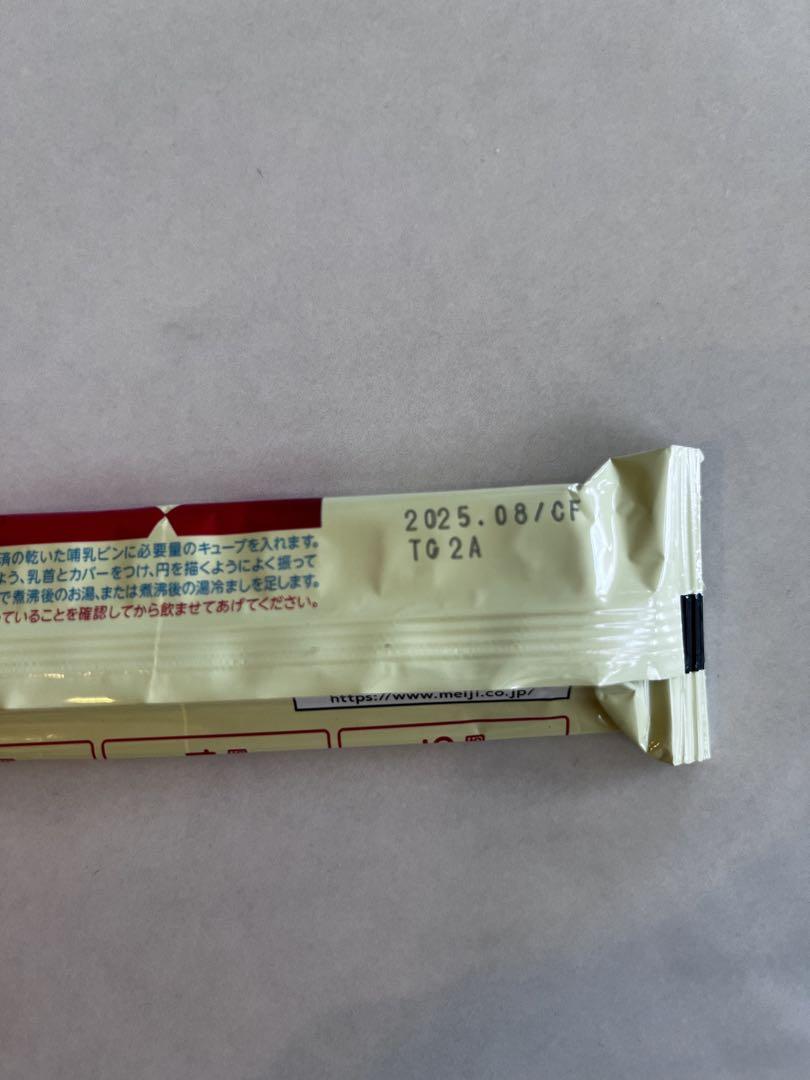 2025.08/CF
TG2A
済の乾いた哺乳ビンに必要量のキューブを入れます。
よう、乳首とカバーをつけ、円を描くようによく振って
で煮沸後のお湯、または煮沸後の湯冷ましを足します。
っていることを確認してから飲ませてあげてください。
https://www.meiji.co.jp/